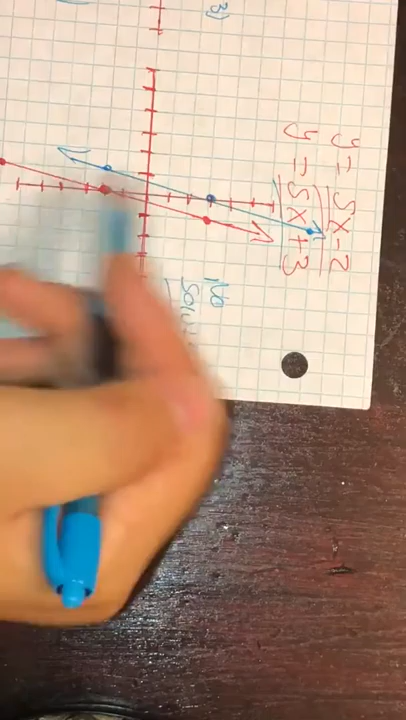 3)
y = 5x - 2
y = 5x + 3
No